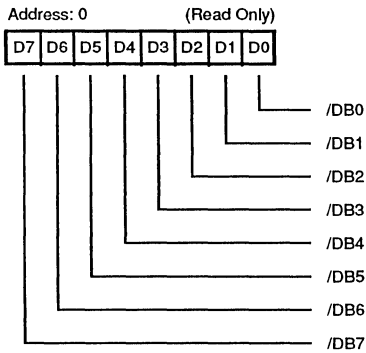 Address: 0 (Read Only)
D7 D6 D5 D4 D3 D2 D1 D0
/DB0
/DB1
/DB2
/DB3
/DB4
/DB5
/DB6
/DB7